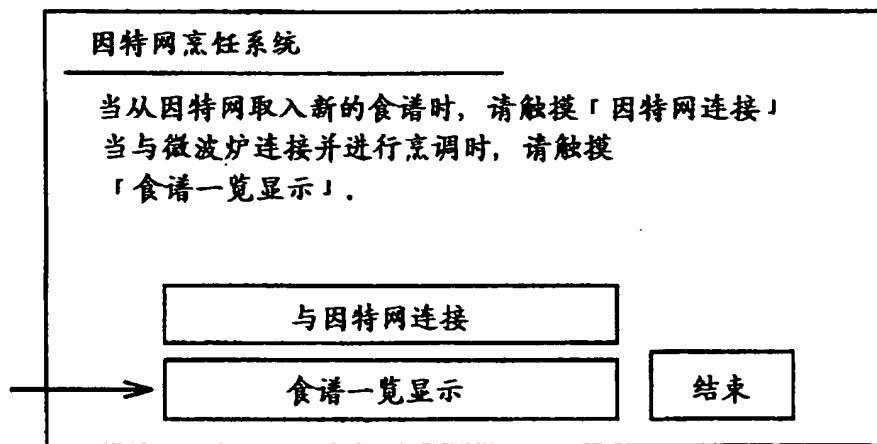 因特网烹饪系统
当从因特网取入新的食谱时，请触摸「因特网连接」
当与微波炉连接并进行烹调时，请触摸
「食谱一览显示」.
与因特网连接
食谱一览显示
结束